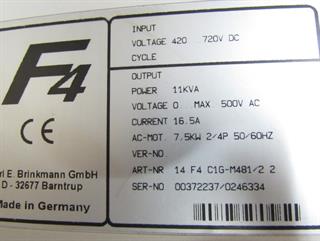 F4
CE
rl E. Brinkmann GmbH
D - 32677 Barntrup
Made in Germany
INPUT
VOLTAGE 420 ...720V DC
CYCLE
OUTPUT
POWER 11KVA
VOLTAGE 0... MAX. 500V AC
CURRENT 16.5A
AC-MOT. 7.5KW 2/4P 50/60HZ
VER-NO.
ART-NR 14 F4 C1G-M481/2 2
SER-NO 00372237/0246334